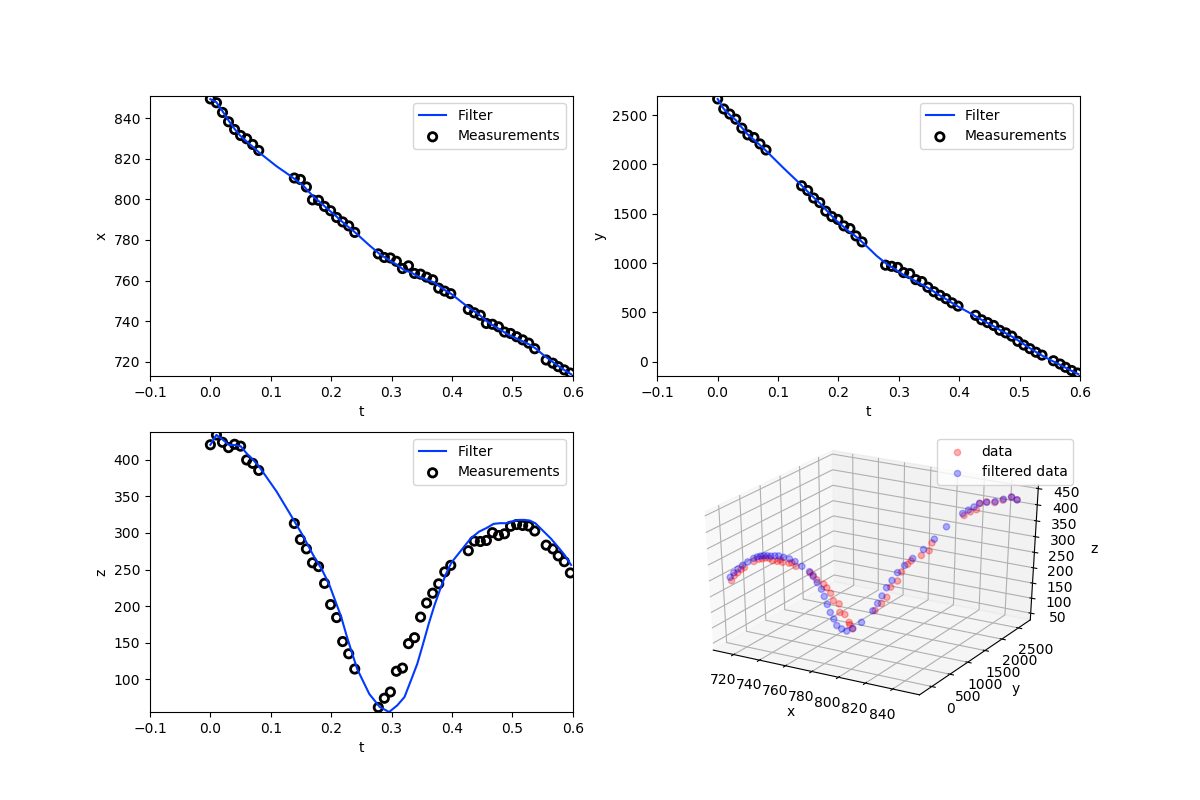 840
820
800
780
760
740
720
x
−0.1 0.0 0.1 0.2 0.3 0.4 0.5 0.6
t
Filter
Measurements
2500
2000
1500
1000
500
0
y
−0.1 0.0 0.1 0.2 0.3 0.4 0.5 0.6
t
Filter
Measurements
400
350
300
250
200
150
100
z
−0.1 0.0 0.1 0.2 0.3 0.4 0.5 0.6
t
Filter
Measurements
data
filtered data
720 740 760 780 800 820 840
x
0 500 1000 1500 2000 2500
y
450
400
350
300
250
200
150
100
50
z